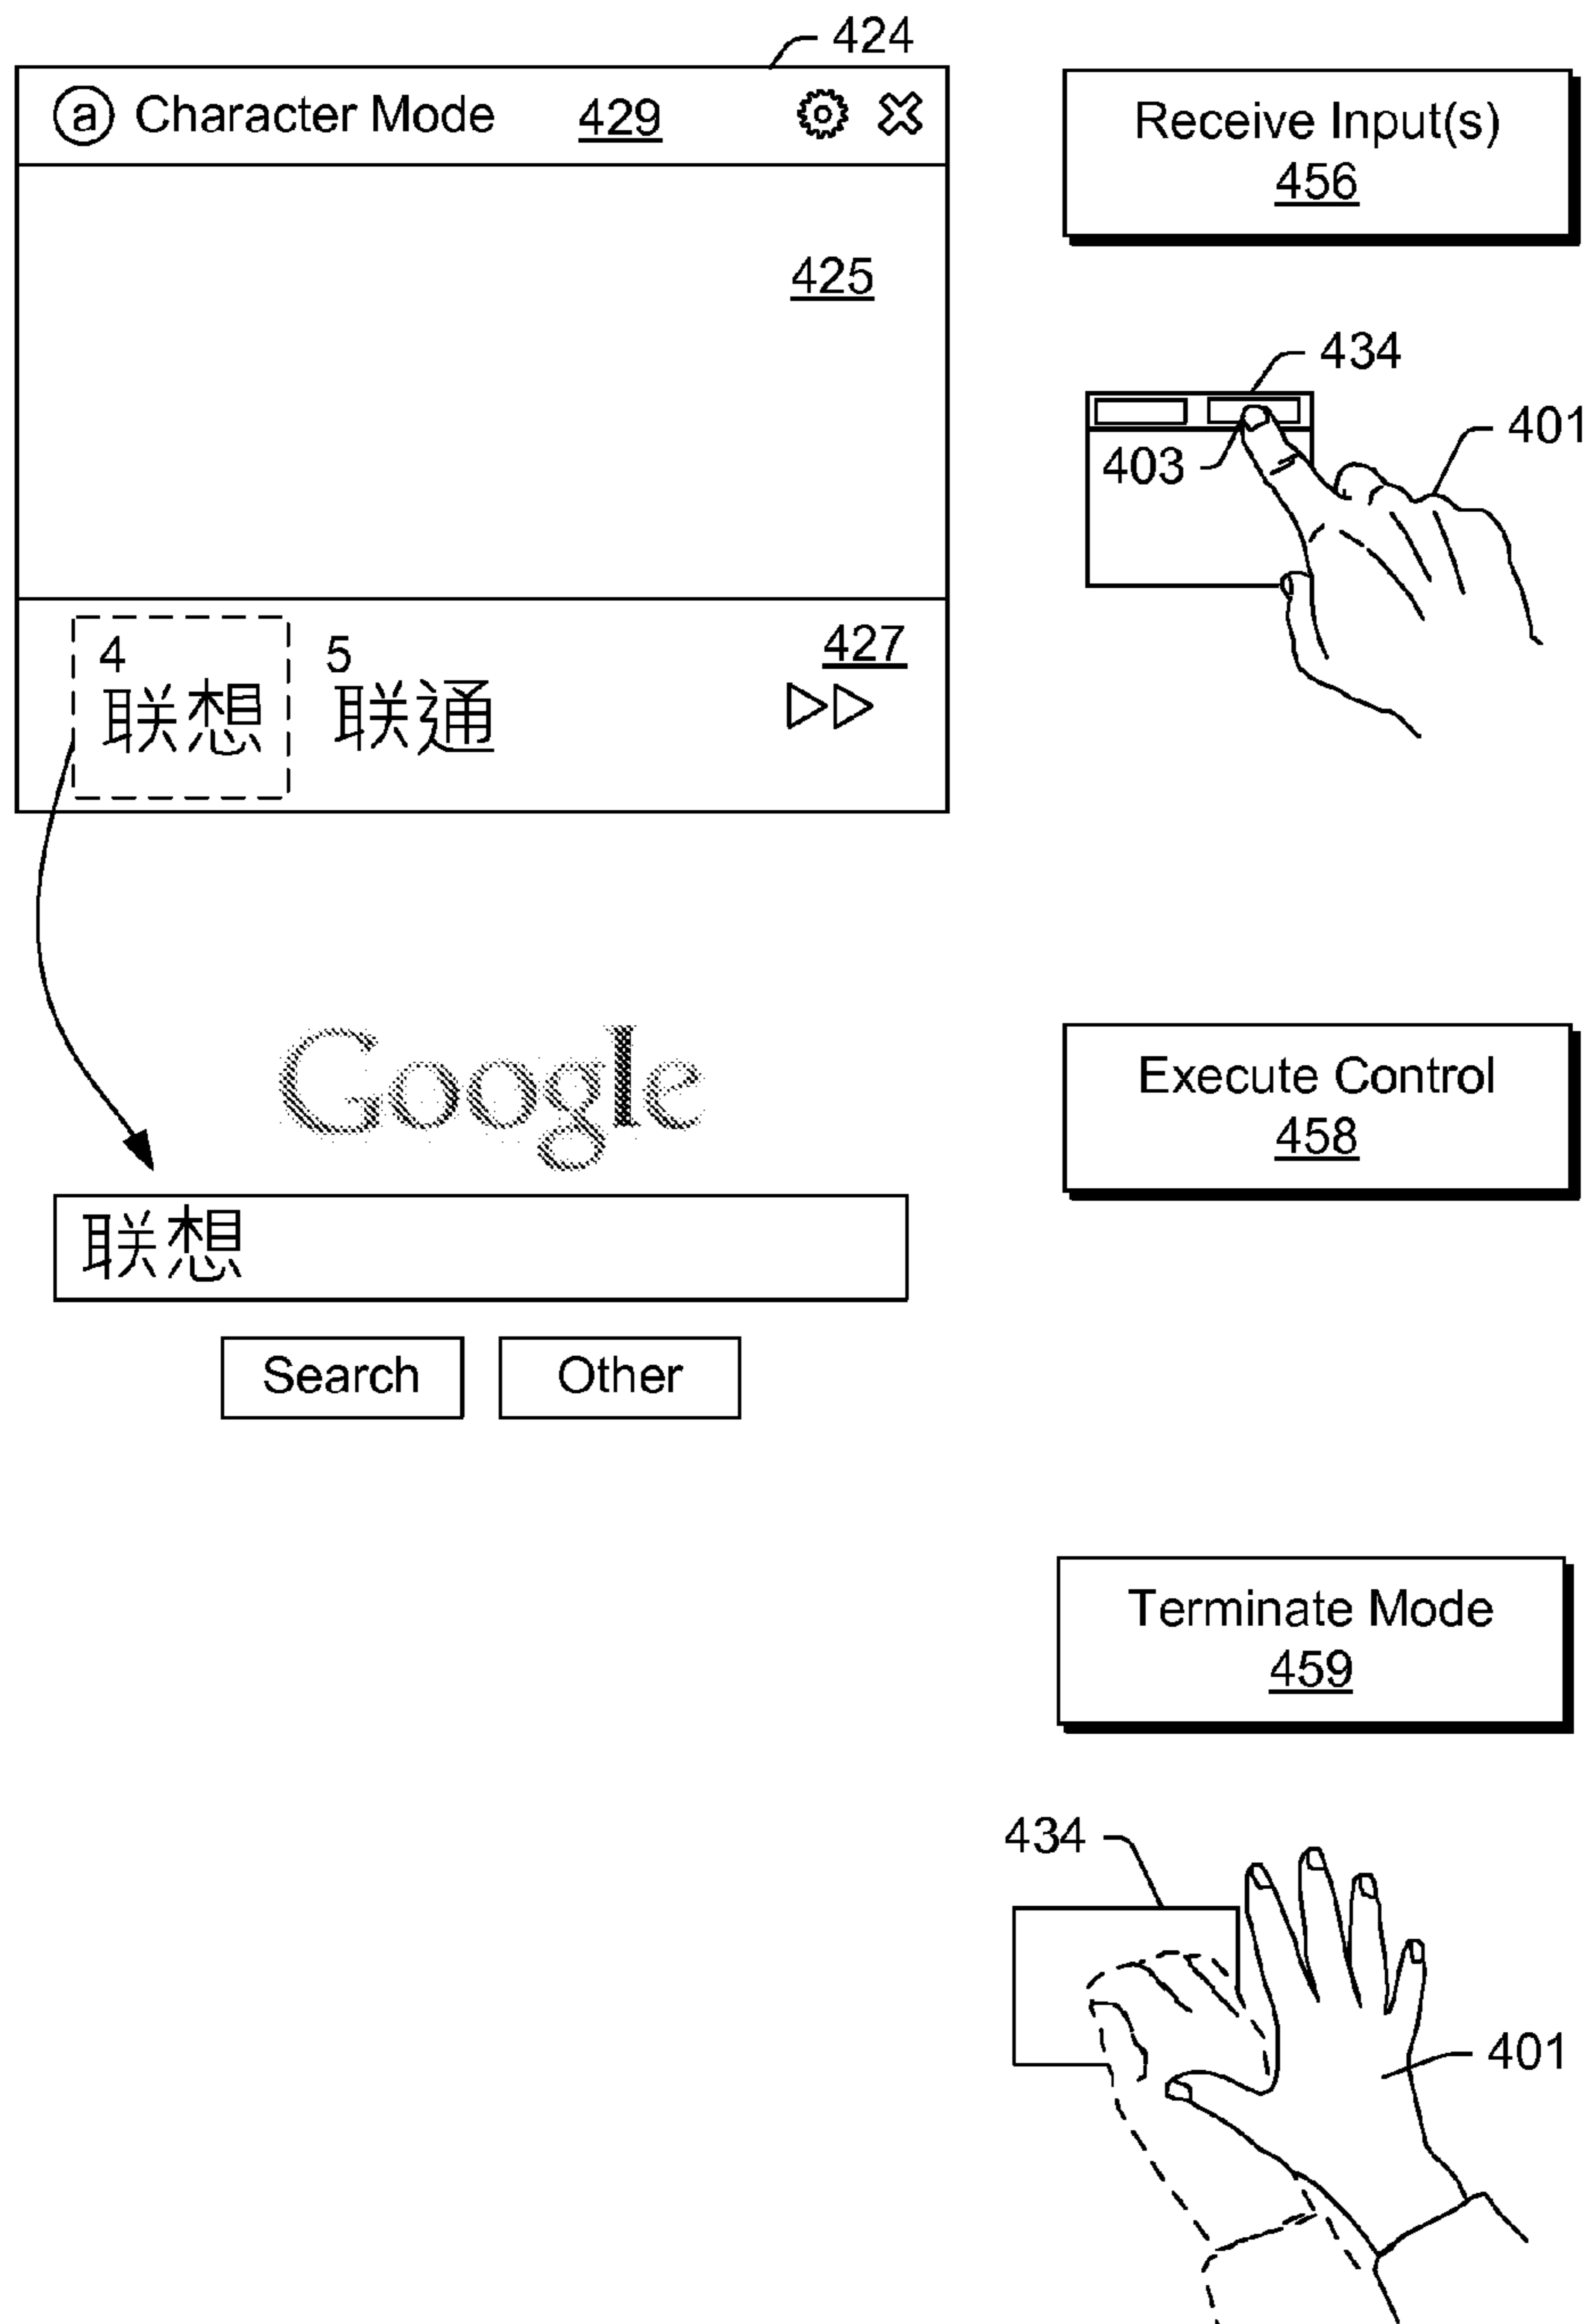 424
ⓐ Character Mode 429
Receive Input(s)
456
425
434
401
403
4 5 427
联想 联通
Google
Execute Control
458
联想
Search Other
Terminate Mode
459
434
401